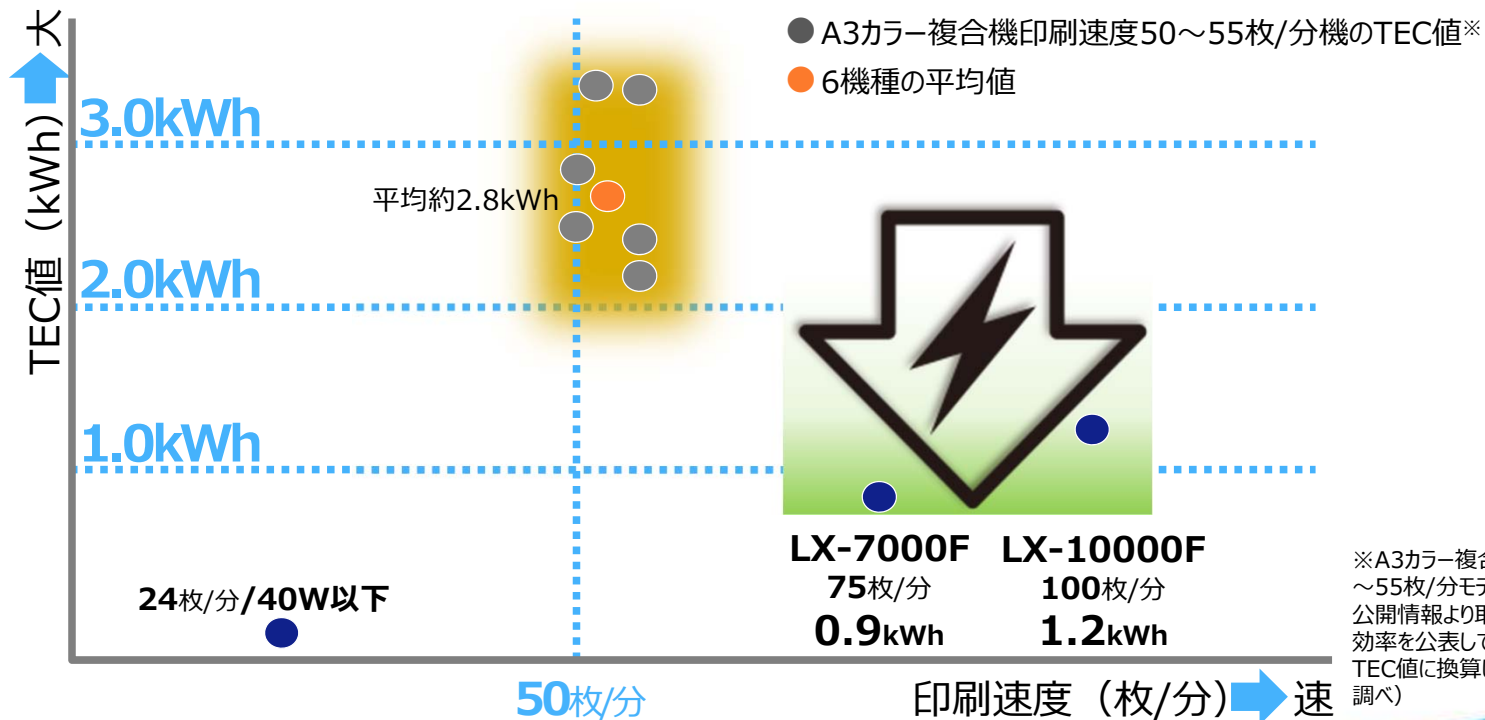 大
TEC値（kWh）
● A3カラー複合機印刷速度50～55枚/分機のTEC値※
● 6機種の平均値
3.0kWh
平均約2.8kWh
2.0kWh
1.0kWh
24枚/分/40W以下
LX-7000F
75枚/分
0.9kWh
LX-10000F
100枚/分
1.2kWh
50枚/分
印刷速度（枚/分）
速
※A3カラー複合
～55枚/分モデ
公開情報より
効率を公表して
TEC値に換算
調べ）